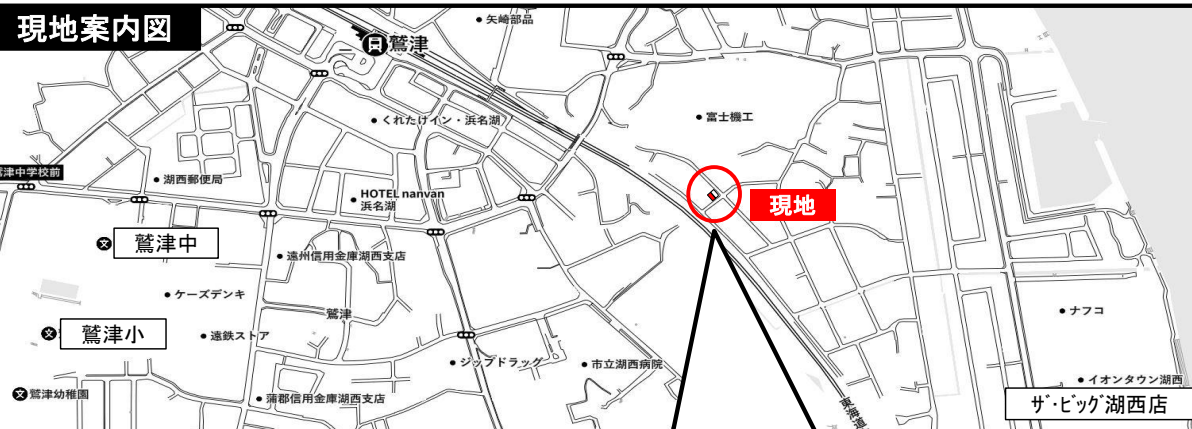 現地案内図
矢崎部品
鷲津
くれたけイン・浜名湖
富士機工
鷲津中学校前
湖西郵便局
HOTEL nanvan
浜名湖
現地
文
鷲津中
遠州信用金庫湖西支店
ケーズデンキ
鷲津
ナフコ
文
鷲津小
遠鉄ストア
ジップドラッグ
市立湖西病院
イオンタウン湖西
文
鷲津幼稚園
蒲郡信用金庫湖西支店
東海道
ザ・ビッグ湖西店